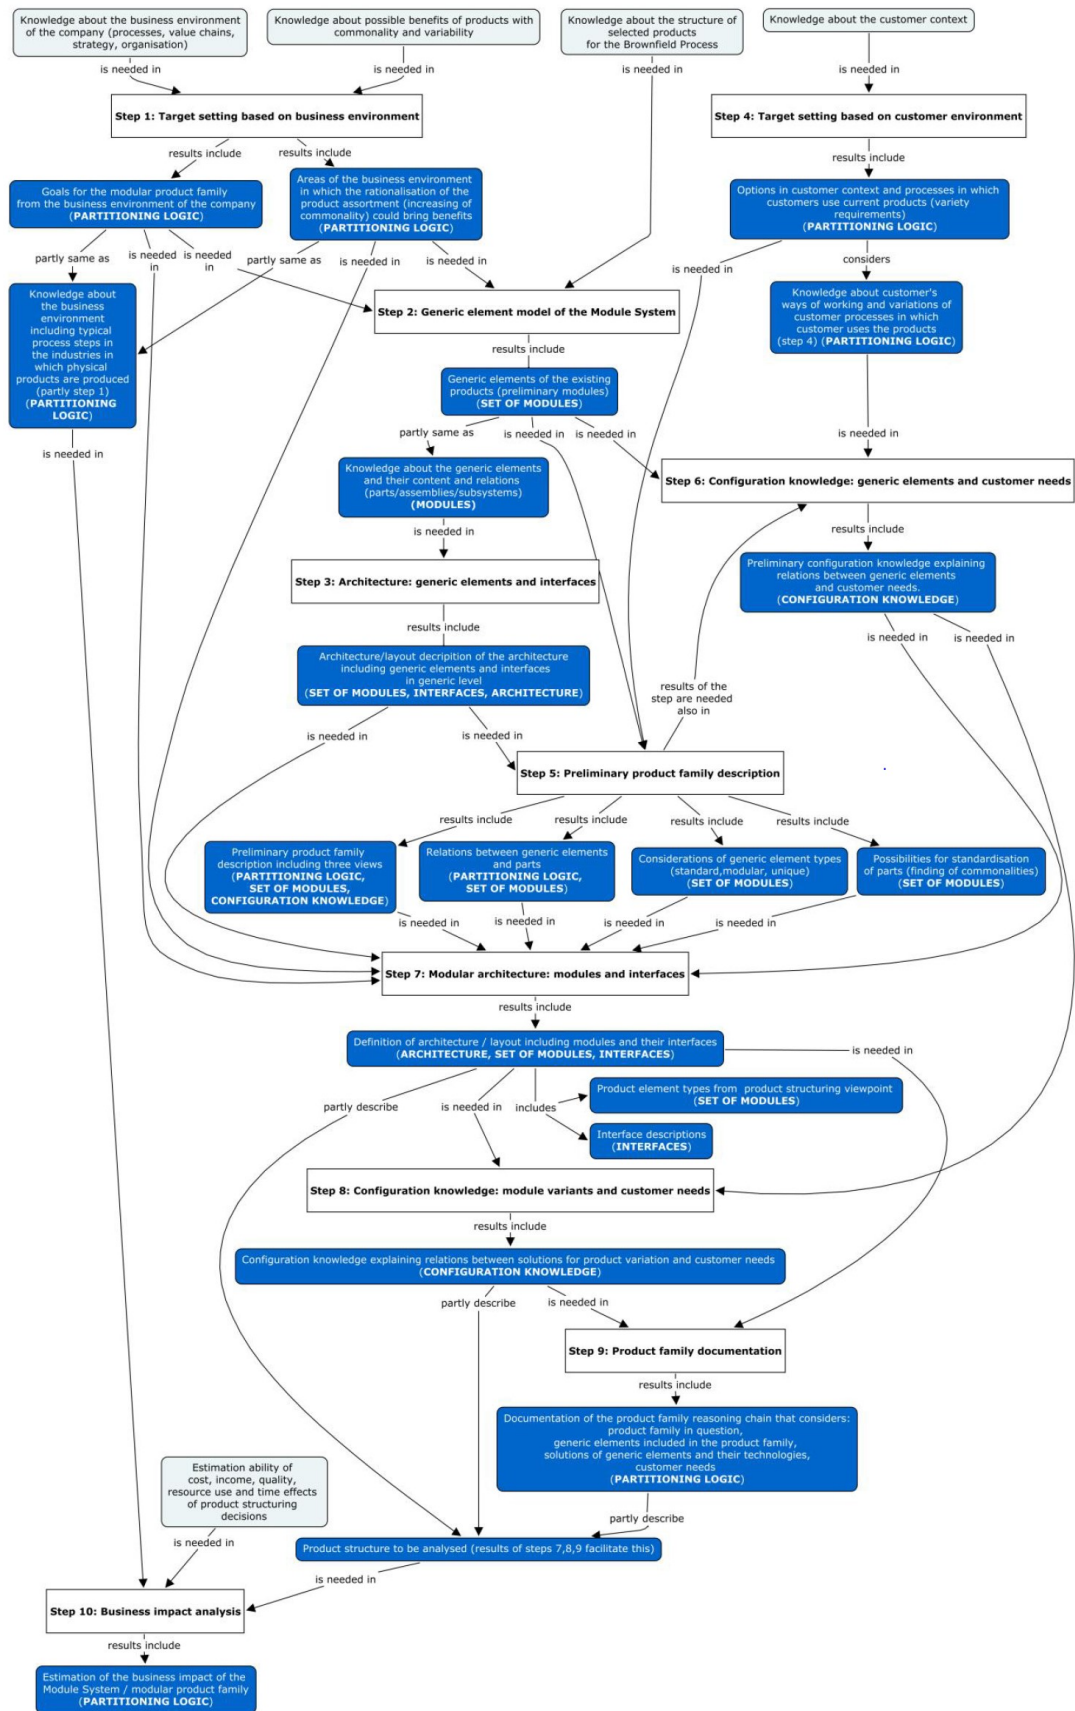 Knowledge about the business environment
of the company (processes, value chains,
strategy, organisation)
Knowledge about possible benefits of products with
commonality and variability
Knowledge about the structure of
selected products
for the Brownfield Process
Knowledge about the customer context
is needed in
is needed in
is needed in
is needed in
Step 1: Target setting based on business environment
Step 4: Target setting based on customer environment
results include
results include
results include
Goals for the modular product family
from the business environment of the company
(PARTITIONING LOGIC)
Areas of the business environment
in which the rationalisation of the
product assortment (increasing of
commonality) could bring benefits
(PARTITIONING LOGIC)
Options in customer context and processes in which
customers use current products (variety
requirements)
(PARTITIONING LOGIC)
partly same as
is needed
in
is needed
in
partly same as
is needed in
is needed in
is needed in
considers
Knowledge about
the business
environment
including typical
process steps in
the industries in
which physical
products are produced
(partly step 1)
(PARTITIONING
LOGIC)
Step 2: Generic element model of the Module System
Knowledge about customer's
ways of working and variations of
customer processes in which
customer uses the products
(step 4) (PARTITIONING LOGIC)
results include
Generic elements of the existing
products (preliminary modules)
(SET OF MODULES)
partly same as
is needed in
is needed in
is needed in
is needed in
Knowledge about the generic elements
and their content and relations
(parts/assemblies/subsystems)
(MODULES)
Step 6: Configuration knowledge: generic elements and customer needs
is needed in
results include
Step 3: Architecture: generic elements and interfaces
Preliminary configuration knowledge explaining
relations between generic elements
and customer needs.
(CONFIGURATION KNOWLEDGE)
results include
is needed in
is needed in
Architecture/layout decripition of the architecture
including generic elements and interfaces
in generic level
(SET OF MODULES, INTERFACES, ARCHITECTURE)
results of the
step are needed
also in
is needed in
is needed in
Step 5: Preliminary product family description
results include
results include
results include
results include
Preliminary product family
description including three views
(PARTITIONING LOGIC,
SET OF MODULES,
CONFIGURATION KNOWLEDGE)
Relations between generic elements
and parts
(PARTITIONING LOGIC,
SET OF MODULES)
Considerations of generic element types
(standard,modular, unique)
(SET OF MODULES)
Possibilities for standardisation
of parts (finding of commonalities)
(SET OF MODULES)
is needed in
is needed in
is needed in
is needed in
Step 7: Modular architecture: modules and interfaces
results include
Definition of architecture / layout including modules and their interfaces
(ARCHITECTURE, SET OF MODULES, INTERFACES)
is needed in
partly describe
is needed in
includes
Product element types from product structuring viewpoint
(SET OF MODULES)
Interface descriptions
(INTERFACES)
Step 8: Configuration knowledge: module variants and customer needs
results include
Configuration knowledge explaining relations between solutions for product variation and customer needs
(CONFIGURATION KNOWLEDGE)
partly describe
is needed in
Step 9: Product family documentation
results include
Documentation of the product family reasoning chain that considers:
product family in question,
generic elements included in the product family,
solutions of generic elements and their technologies,
customer needs
(PARTITIONING LOGIC)
Estimation ability of
cost, income, quality,
resource use and time effects
of product structuring
decisions
partly describe
is needed in
Product structure to be analysed (results of steps 7,8,9 facilitate this)
is needed in
Step 10: Business impact analysis
results include
Estimation of the business impact of the
Module System / modular product family
(PARTITIONING LOGIC)